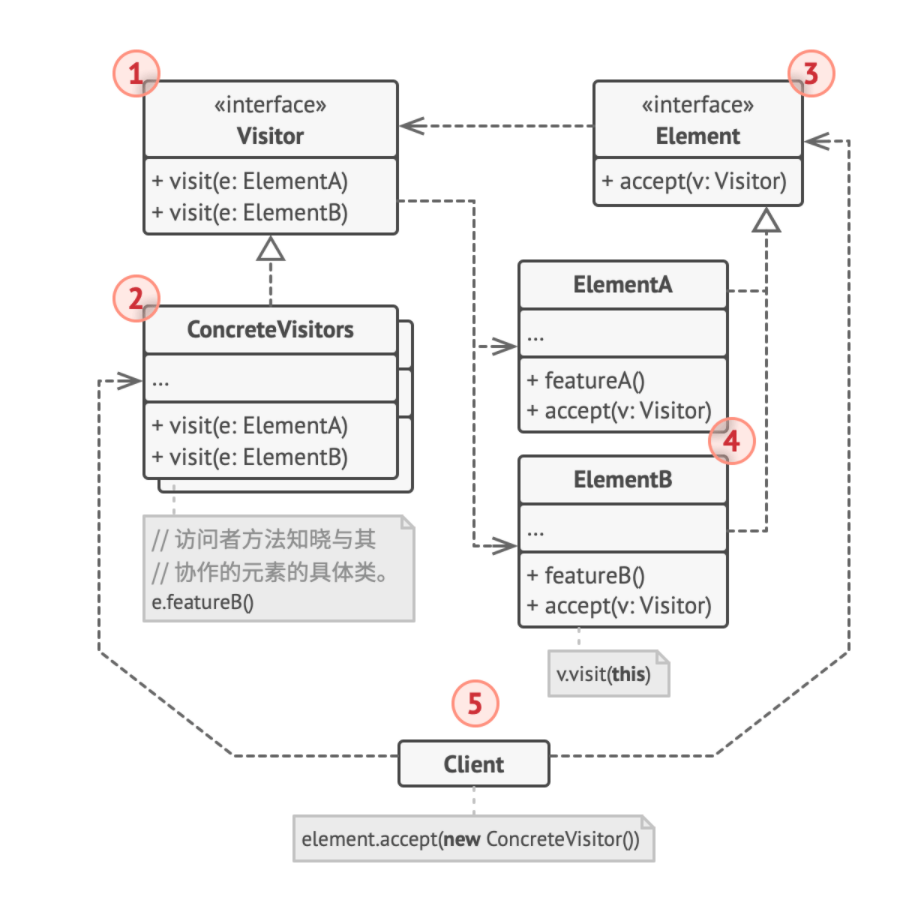 1
«interface»
Visitor
+ visit(e: ElementA)
+ visit(e: ElementB)
2
ConcreteVisitors
...
+ visit(e: ElementA)
+ visit(e: ElementB)
// 访问者方法知晓与其
// 协作的元素的具体类。
e.featureB()
3
«interface»
Element
+ accept(v: Visitor)
ElementA
...
+ featureA()
+ accept(v: Visitor)
4
ElementB
...
+ featureB()
+ accept(v: Visitor)
v.visit(this)
5
Client
element.accept(new ConcreteVisitor())